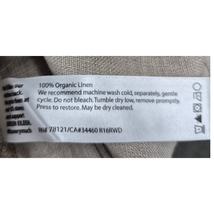 100% Organic Linen
We recommend machine wash cold, separately, gentle
cycle. Do not bleach. Tumble dry low, remove promptly.
Press to restore. May be dry cleaned.
RN# 78121/CA#34460 R16RWD